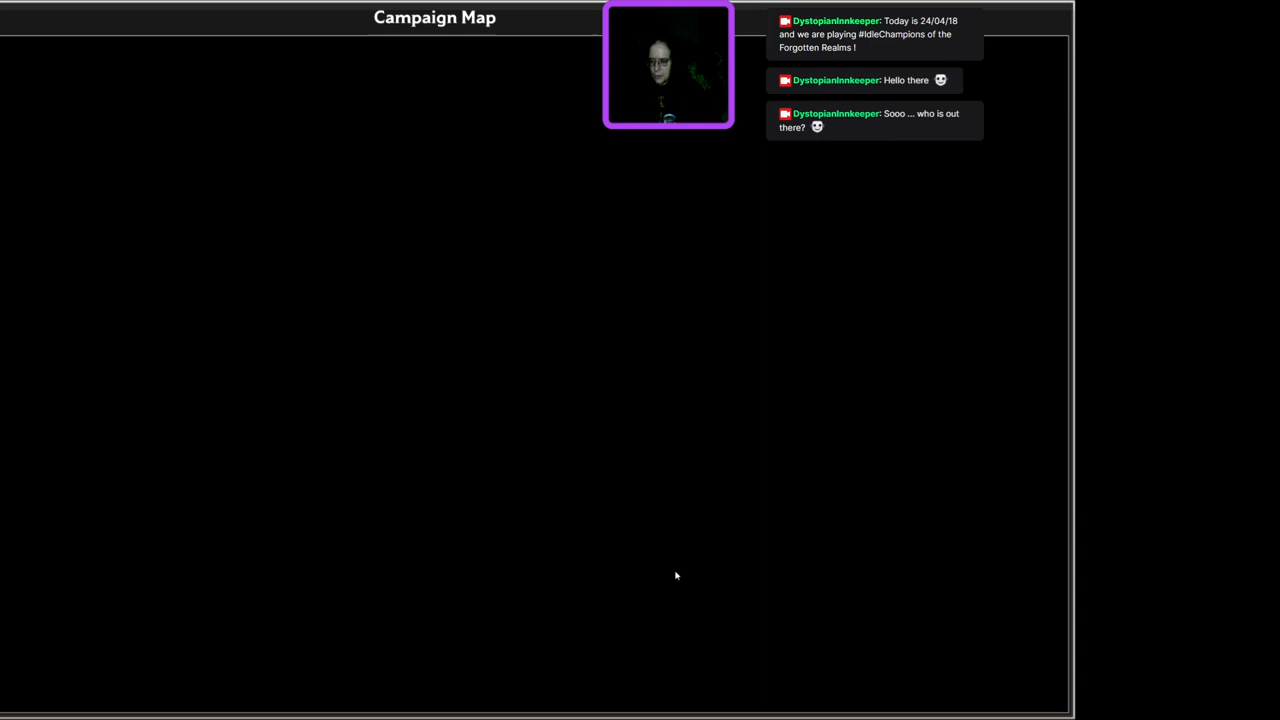 Campaign Map
DystopianInnkeeper: Today is 24/04/18
and we are playing #IdleChampions of the
Forgotten Realms !
DystopianInnkeeper: Hello there
DystopianInnkeeper: Sooo ... who is out
there?